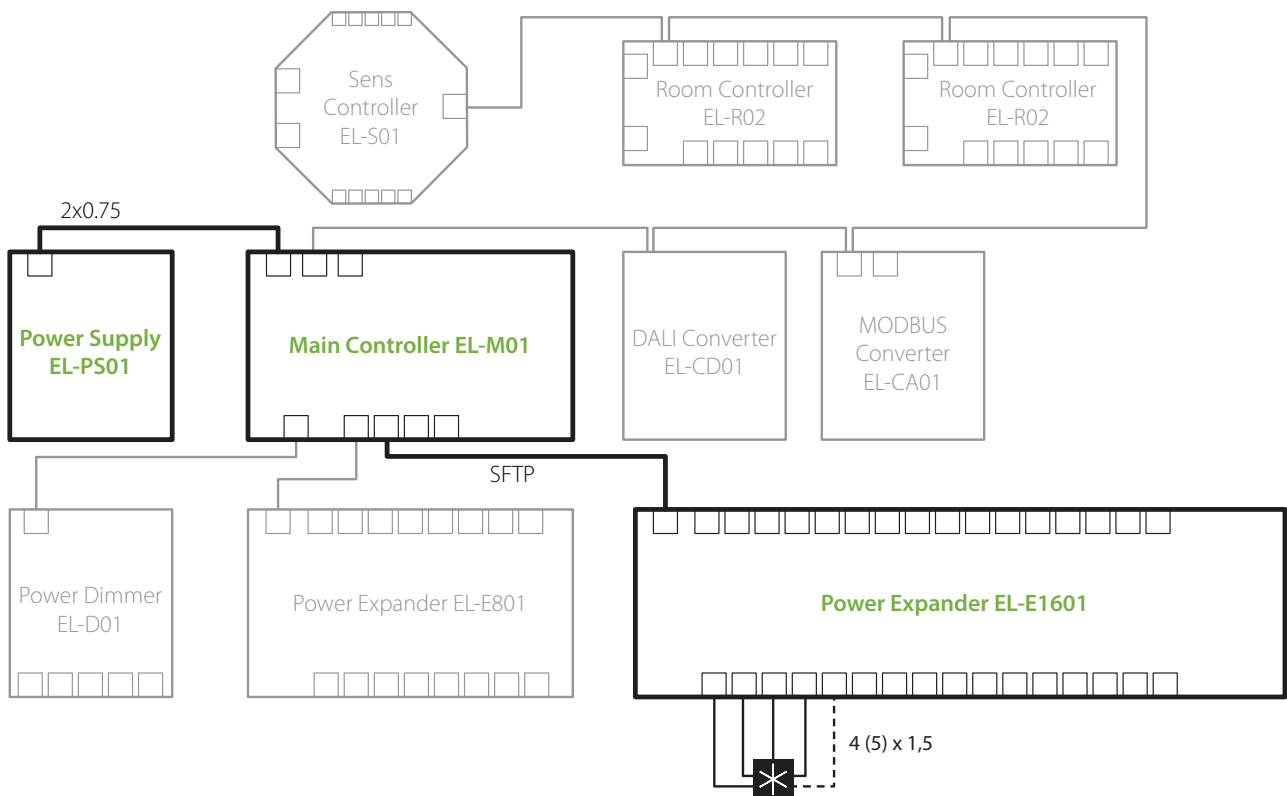 Sens
Controller
EL-S01
Room Controller
EL-R02
Room Controller
EL-R02
2x0.75
Power Supply
EL-PS01
Main Controller EL-M01
DALI Converter
EL-CD01
MODBUS
Converter
EL-CA01
SFTP
Power Dimmer
EL-D01
Power Expander EL-E801
Power Expander EL-E1601
4 (5) x 1,5